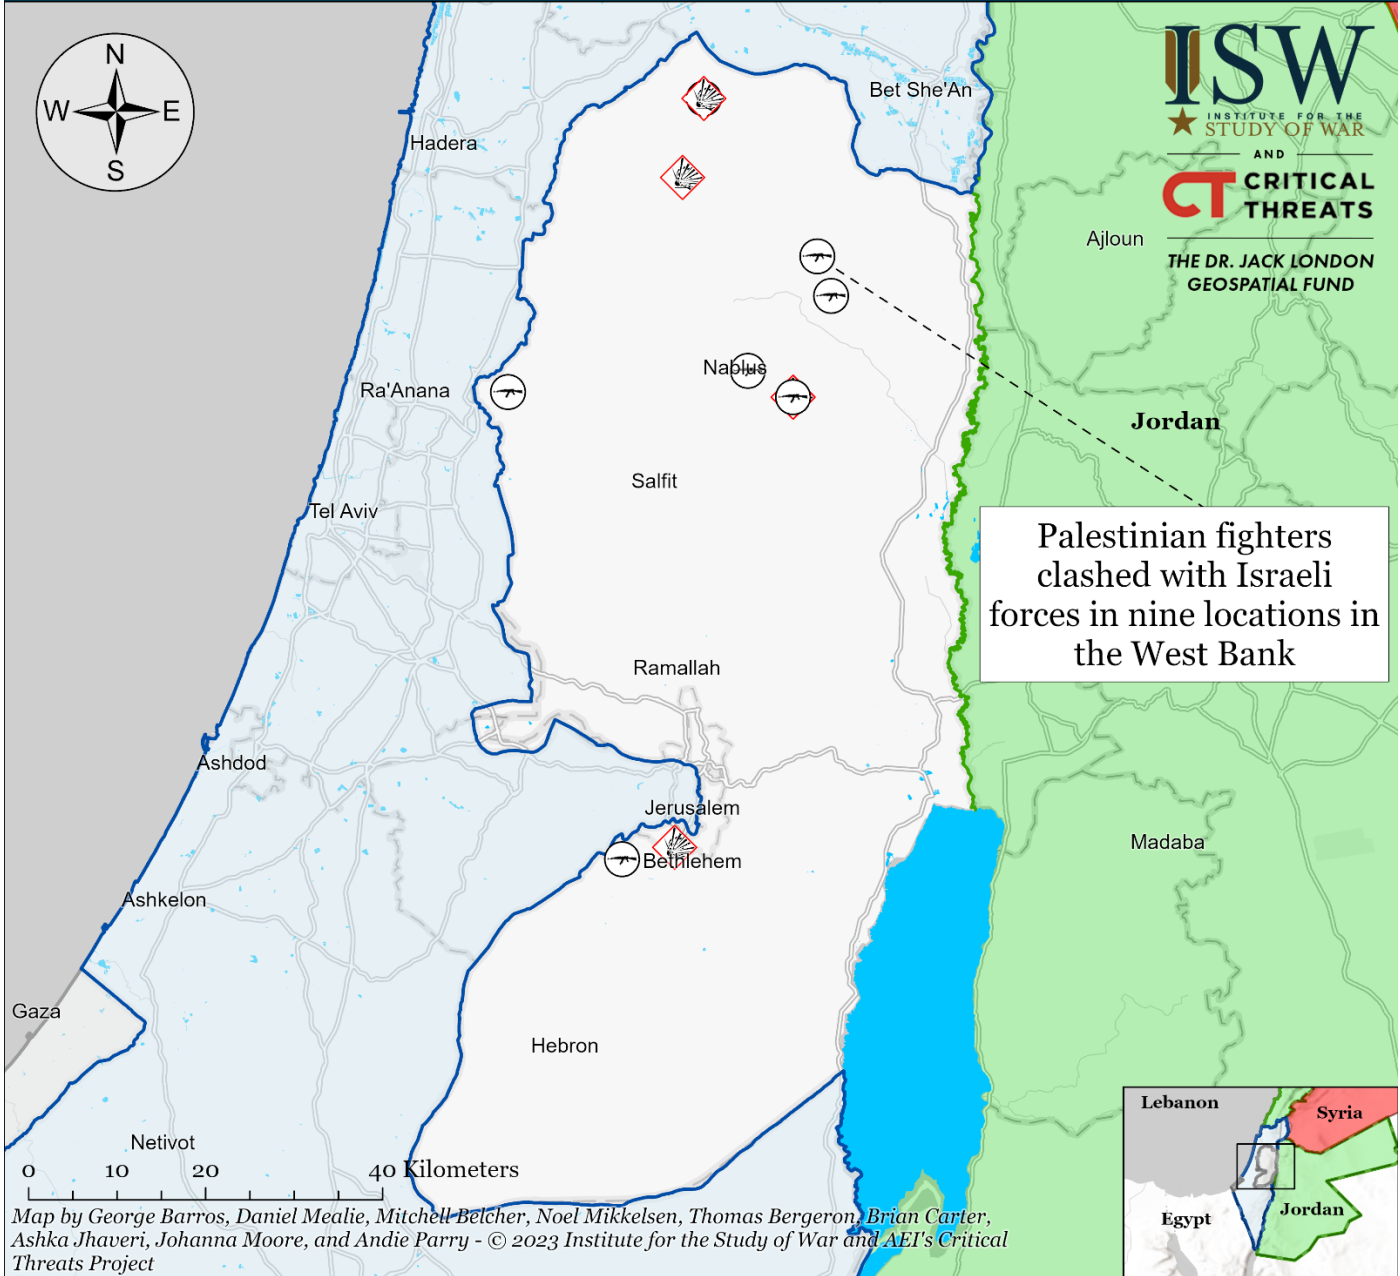 N
W E
S
Hadera
Bet She'An
ISW
INSTITUTE FOR THE
STUDY OF WAR
AND
CT CRITICAL
THREATS
THE DR. JACK LONDON
GEOSPATIAL FUND
Ajloun
Nablus
Ra'Anana
Jordan
Salfit
Tel Aviv
Palestinian fighters
clashed with Israeli
forces in nine locations in
the West Bank
Ramallah
Ashdod
Jerusalem
Madaba
Bethlehem
Ashkelon
Gaza
Hebron
Netivot
0 10 20 40 Kilometers
Lebanon
Syria
Egypt
Jordan
Map by George Barros, Daniel Mealie, Mitchell Belcher, Noel Mikkelsen, Thomas Bergeron, Brian Carter,
Ashka Jhaveri, Johanna Moore, and Andie Parry - © 2023 Institute for the Study of War and AEI's Critical
Threats Project